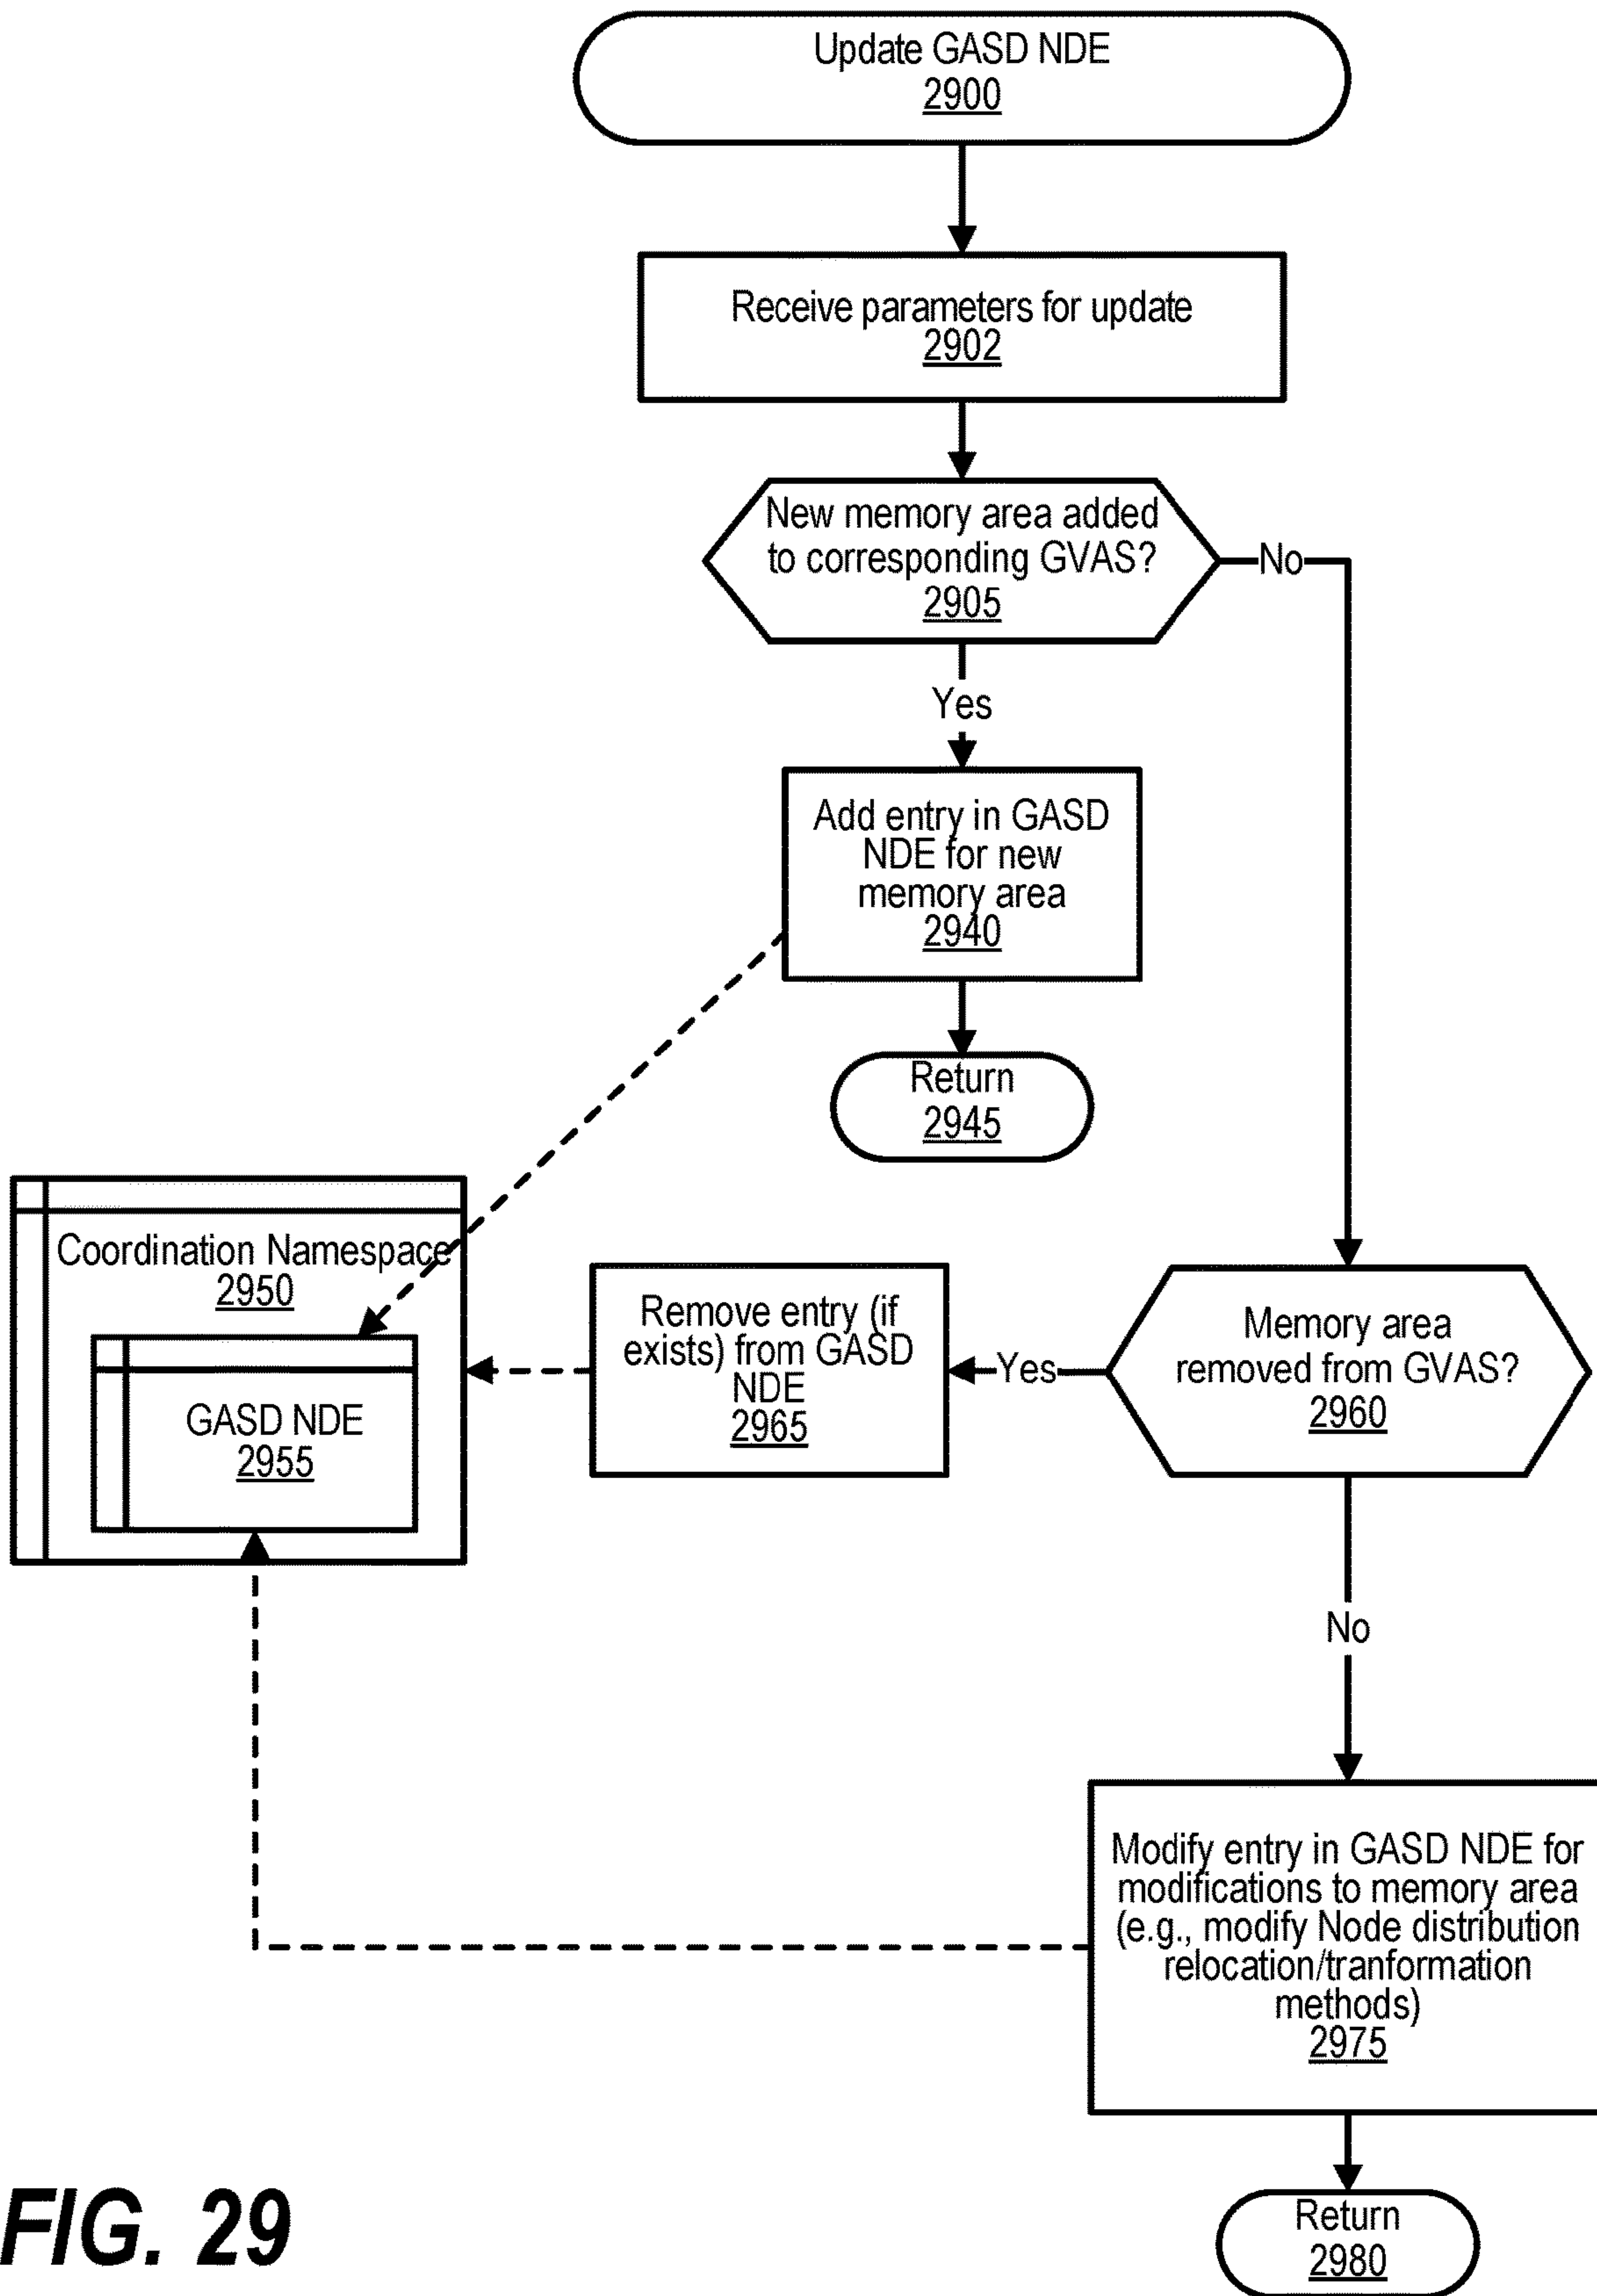 Update GASD NDE
2900
Receive parameters for update
2902
New memory area added
to corresponding GVAS?
2905
No
Yes
Add entry in GASD
NDE for new
memory area
2940
Return
2945
Coordination Namespace
2950
GASD NDE
2955
Remove entry (if
exists) from GASD
NDE
2965
Yes
Memory area
removed from GVAS?
2960
No
Modify entry in GASD NDE for
modifications to memory area
(e.g., modify Node distribution
relocation/tranformation
methods)
2975
Return
2980
FIG. 29